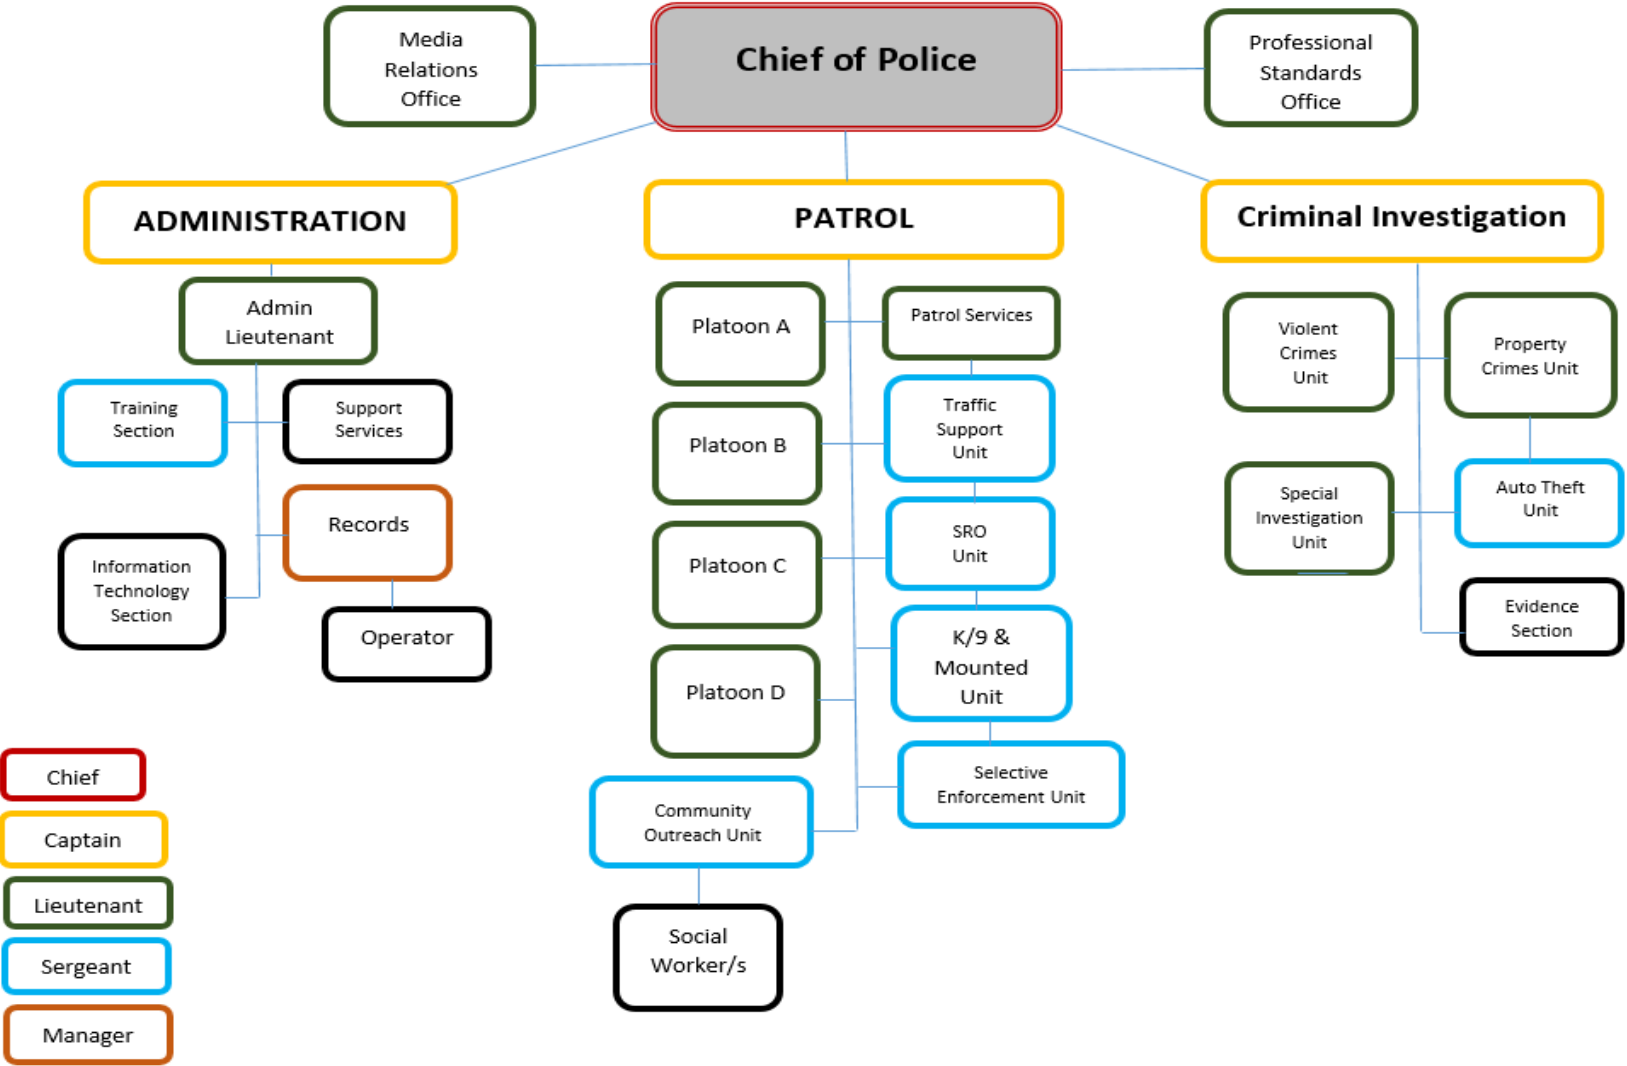 Media
Relations
Office
Chief of Police
Professional
Standards
Office
ADMINISTRATION
Admin
Lieutenant
Training
Section
Support
Services
Records
Information
Technology
Section
Operator
PATROL
Platoon A
Patrol Services
Platoon B
Traffic
Support
Unit
Platoon C
SRO
Unit
Platoon D
K/9 &
Mounted
Unit
Selective
Enforcement Unit
Community
Outreach Unit
Social
Worker/s
Criminal Investigation
Violent
Crimes
Unit
Property
Crimes Unit
Special
Investigation
Unit
Auto Theft
Unit
Evidence
Section
Chief
Captain
Lieutenant
Sergeant
Manager